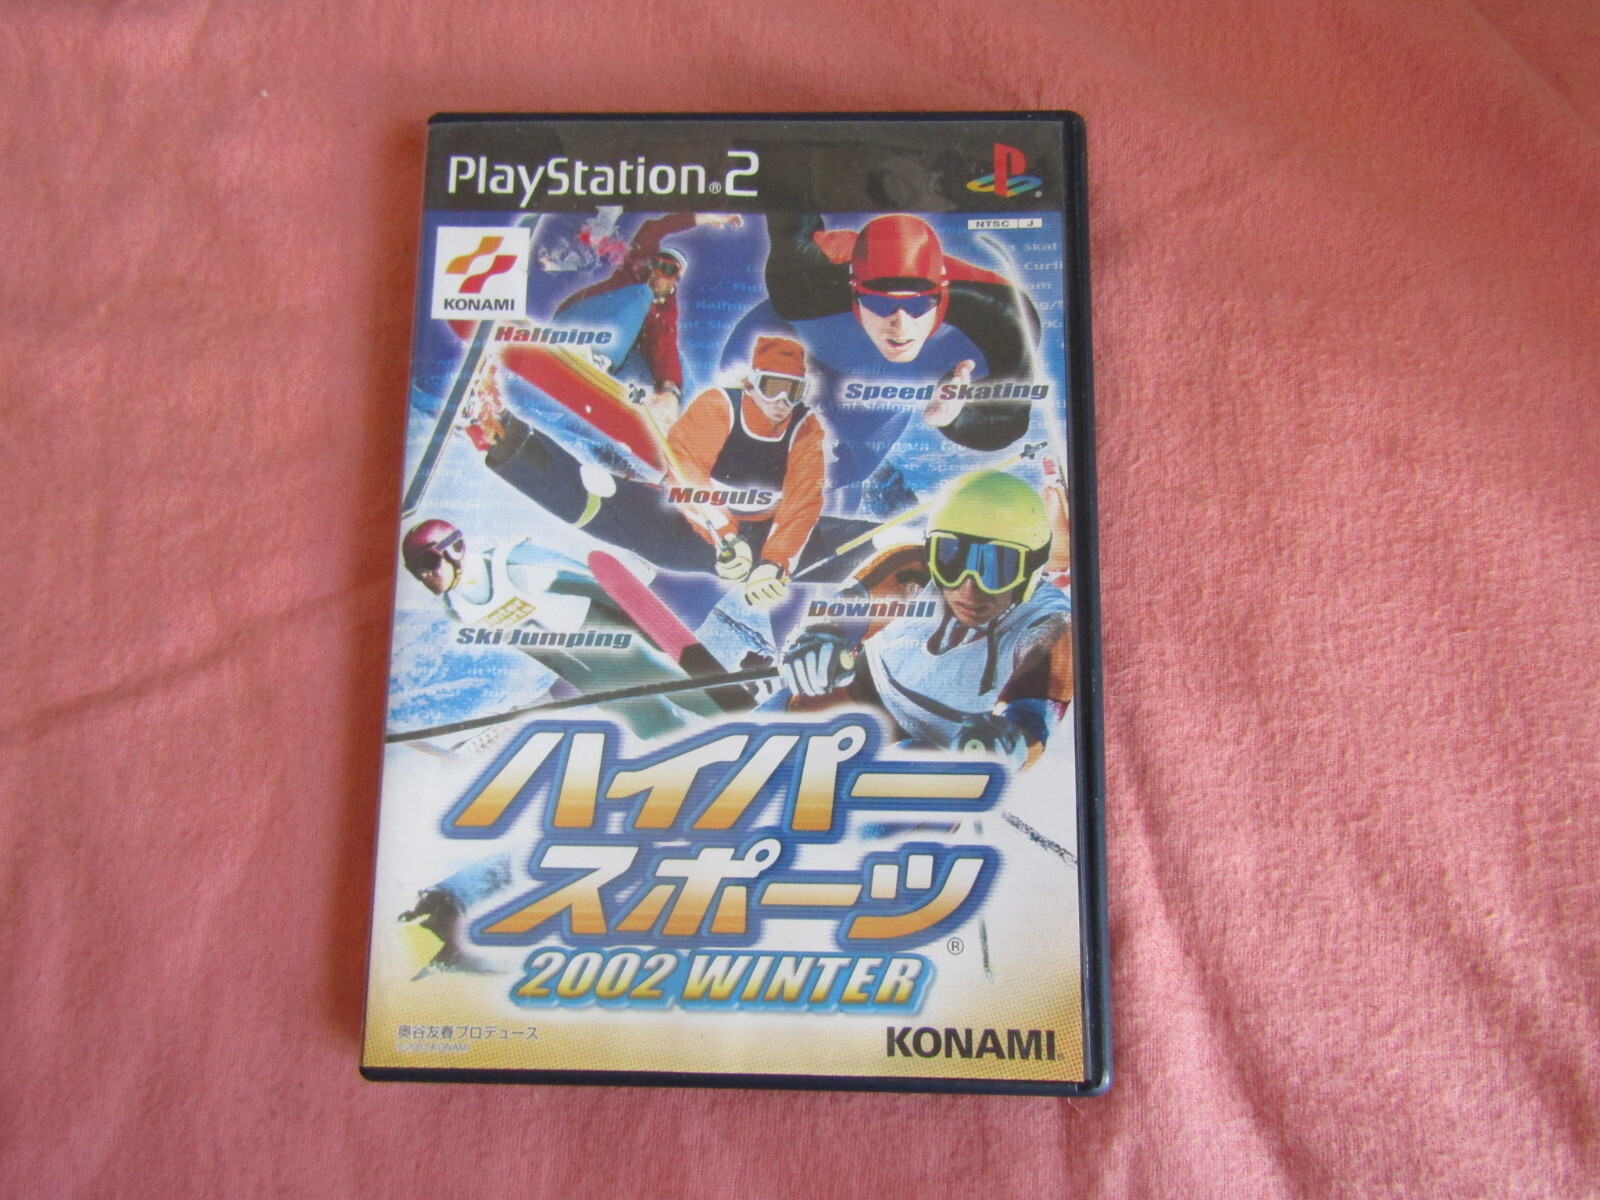 PlayStation®2
NTSC J
KONAMI
Halfpipe
Speed Skating
Moguls
Downhill
Ski Jumping
ハイパー
スポーツ®
2002 WINTER
奥谷友春プロデュース
© 2002 KONAMI
KONAMI®